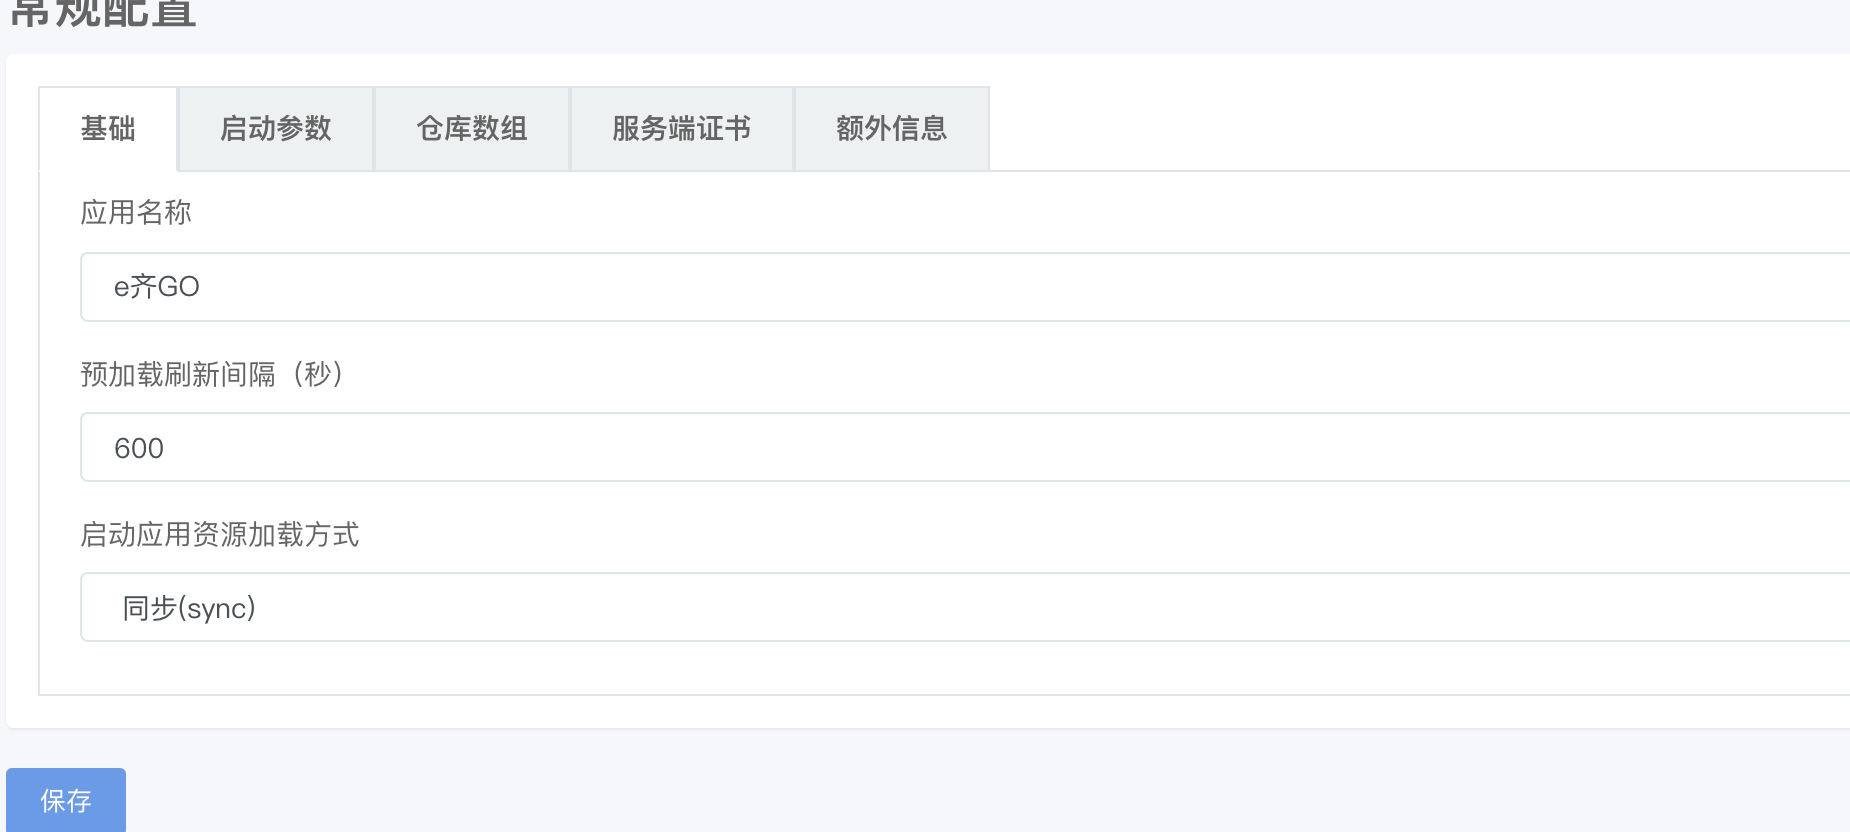 常规配置
基础 启动参数 仓库数组 服务端证书 额外信息
应用名称
e齐GO
预加载刷新间隔（秒）
600
启动应用资源加载方式
同步(sync)
保存